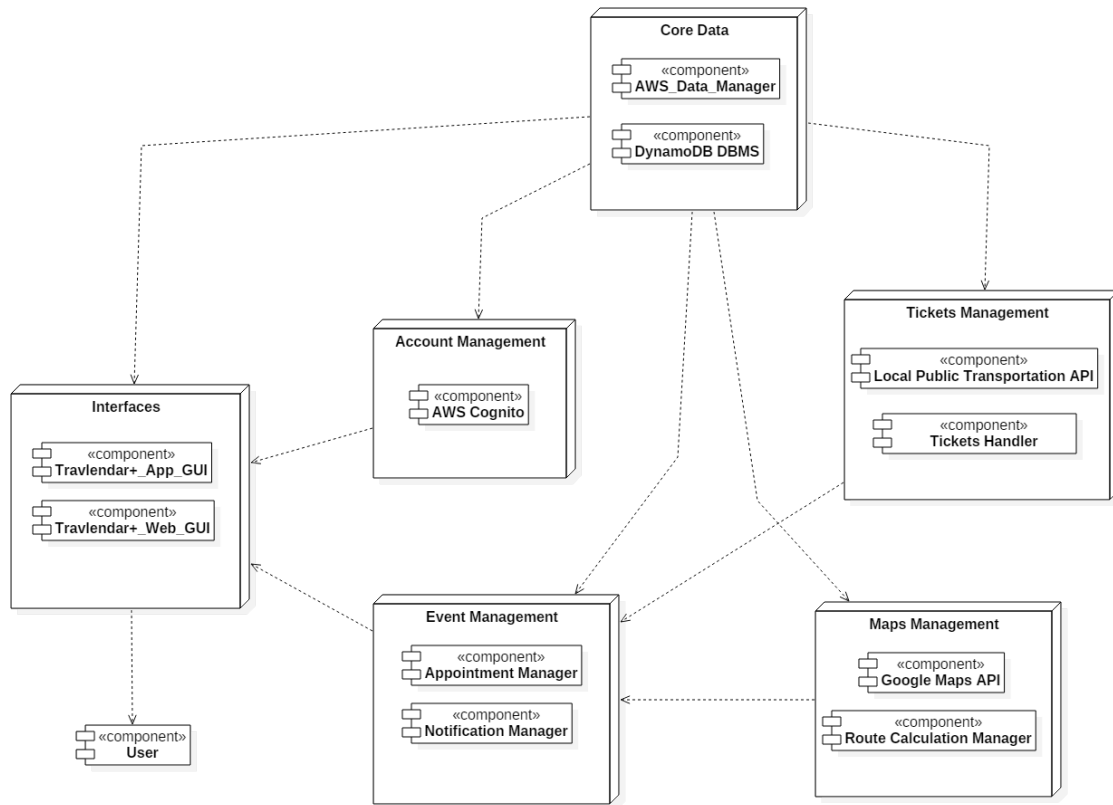 Core Data
«component»
AWS_Data_Manager
«component»
DynamoDB DBMS
Account Management
«component»
AWS Cognito
Tickets Management
«component»
Local Public Transportation API
«component»
Tickets Handler
Interfaces
«component»
Travlendar+_App_GUI
«component»
Travlendar+_Web_GUI
Event Management
«component»
Appointment Manager
«component»
Notification Manager
Maps Management
«component»
Google Maps API
«component»
Route Calculation Manager
«component»
User